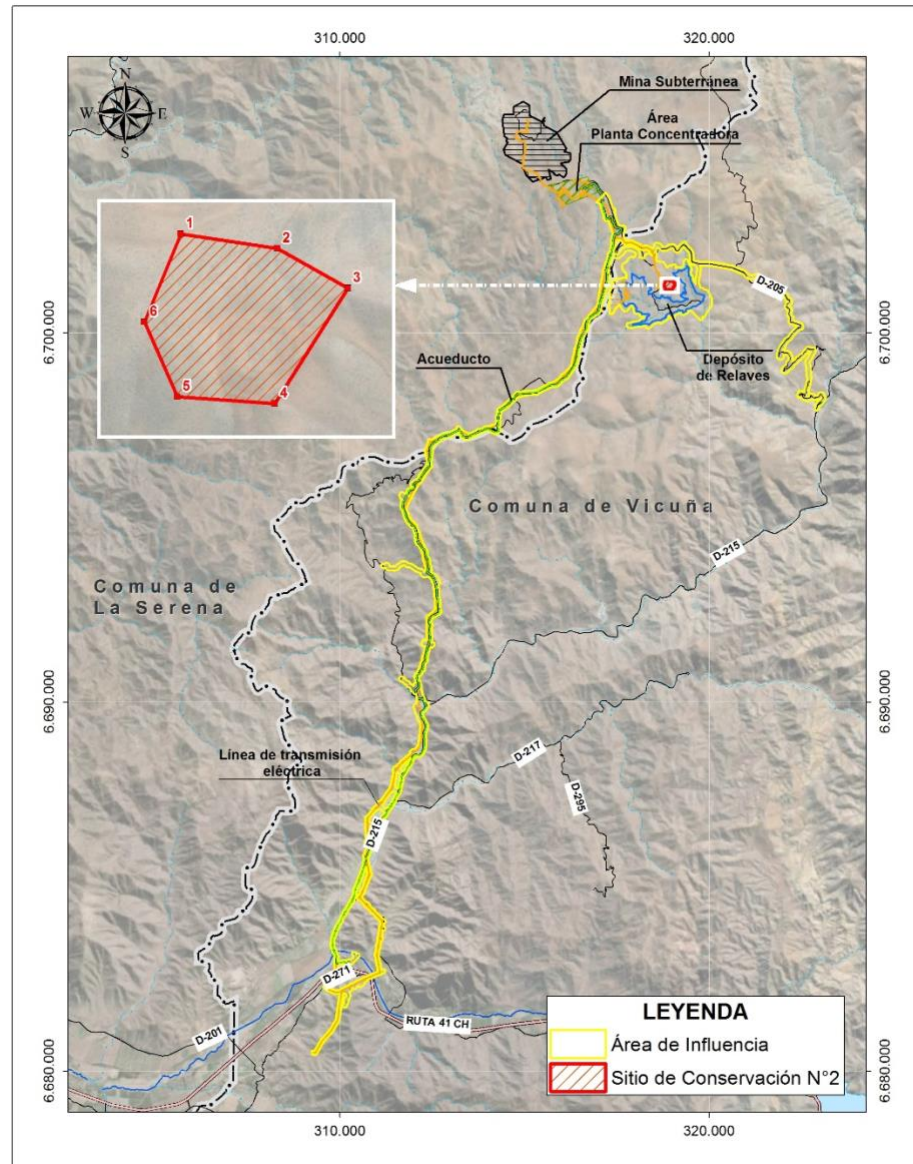 310.000
320.000
N
W
E
S
Mina Subterránea
Área
Planta Concentradora
1
2
3
4
5
6
D-205
6.700.000
6.700.000
Depósito
de Relaves
Acueducto
Comuna de Vicuña
D-215
Comuna de
La Serena
6.690.000
6.690.000
D-217
Línea de transmisión
eléctrica
D-295
D-215
D-271
D-201
RUTA 41 CH
LEYENDA
Área de Influencia
Sitio de Conservación N°2
6.680.000
6.680.000
310.000
320.000